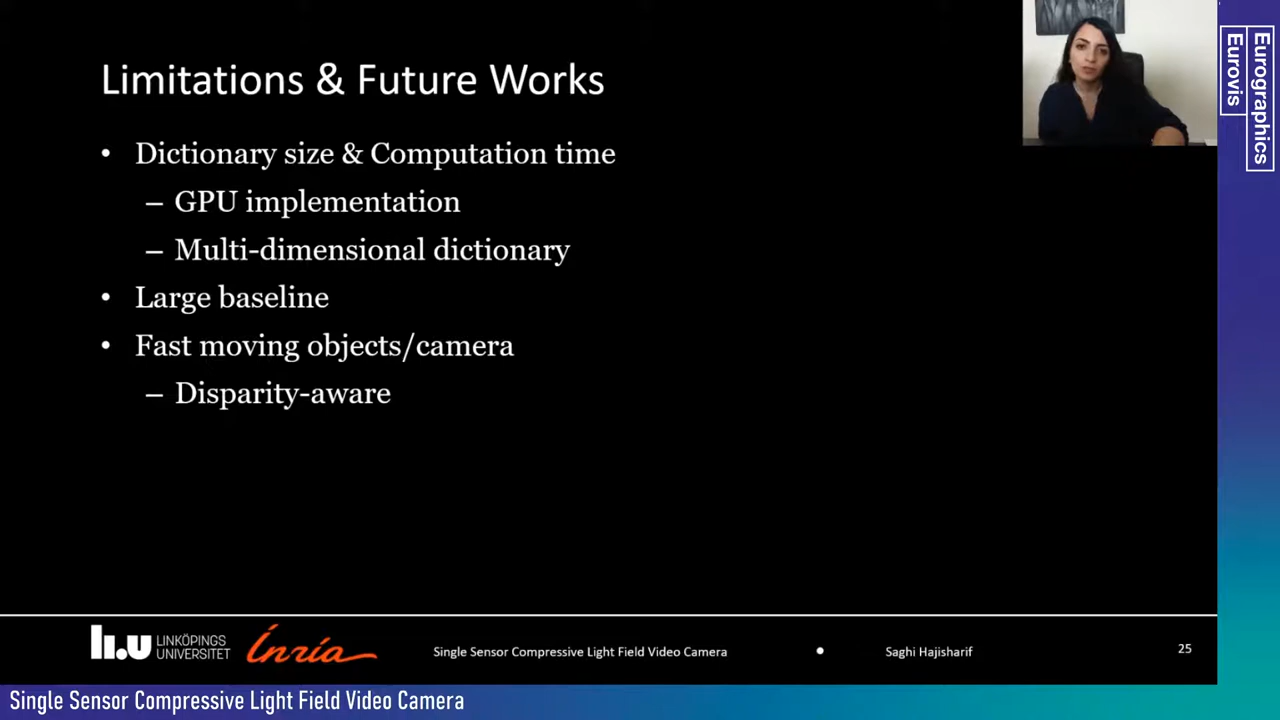 Limitations & Future Works
• Dictionary size & Computation time
– GPU implementation
– Multi-dimensional dictionary
• Large baseline
• Fast moving objects/camera
– Disparity-aware
Eurographics
Eurovis
LiU LINKÖPINGS
UNIVERSITET
Inria
Single Sensor Compressive Light Field Video Camera
•
Saghi Hajisharif
25
Single Sensor Compressive Light Field Video Camera